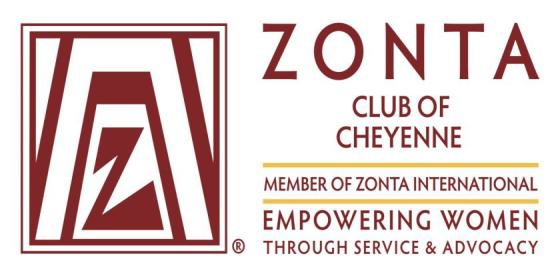 ZONTA
CLUB OF
CHEYENNE
MEMBER OF ZONTA INTERNATIONAL
EMPOWERING WOMEN
THROUGH SERVICE & ADVOCACY
Z
®